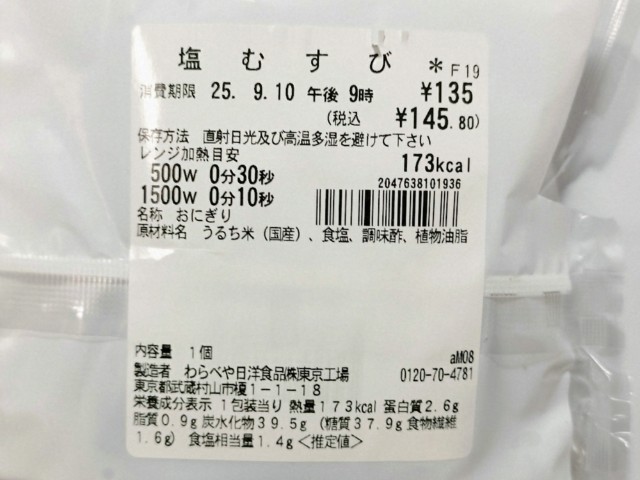 塩むすび ＊ F19
消費期限 25. 9.10 午後 9時 ¥135
(税込 ¥145.80)
保存方法 直射日光及び高温多湿を避けて下さい
レンジ加熱目安 173kcal
500W 0分30秒
2047638101936
1500W 0分10秒
名称 おにぎり
原材料名 うるち米（国産）、食塩、調味酢、植物油脂
内容量 1個 aM08
製造者 わらべや日洋食品㈱東京工場 0120-70-4781
東京都武蔵村山市榎1－1－18
栄養成分表示 1包装当り 熱量173kcal 蛋白質2.6g
脂質0.9g 炭水化物39.5g（糖質37.9g 食物繊維
1.6g） 食塩相当量1.4g＜推定値＞